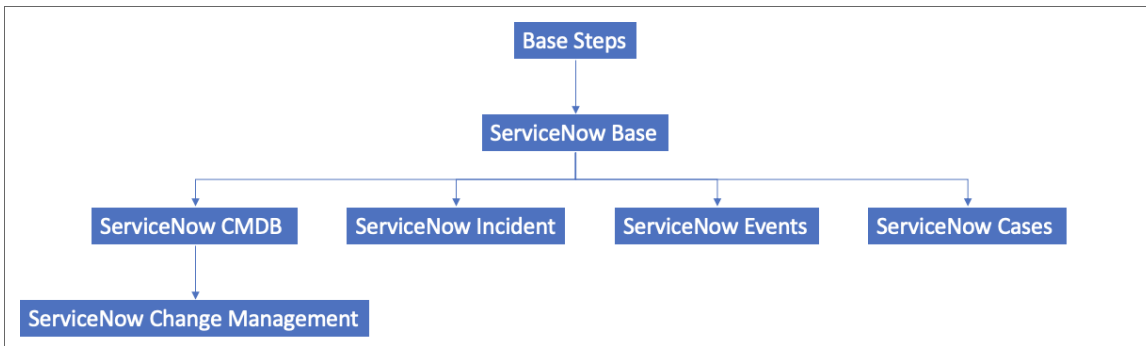 Base Steps
ServiceNow Base
ServiceNow CMDB
ServiceNow Incident
ServiceNow Events
ServiceNow Cases
ServiceNow Change Management